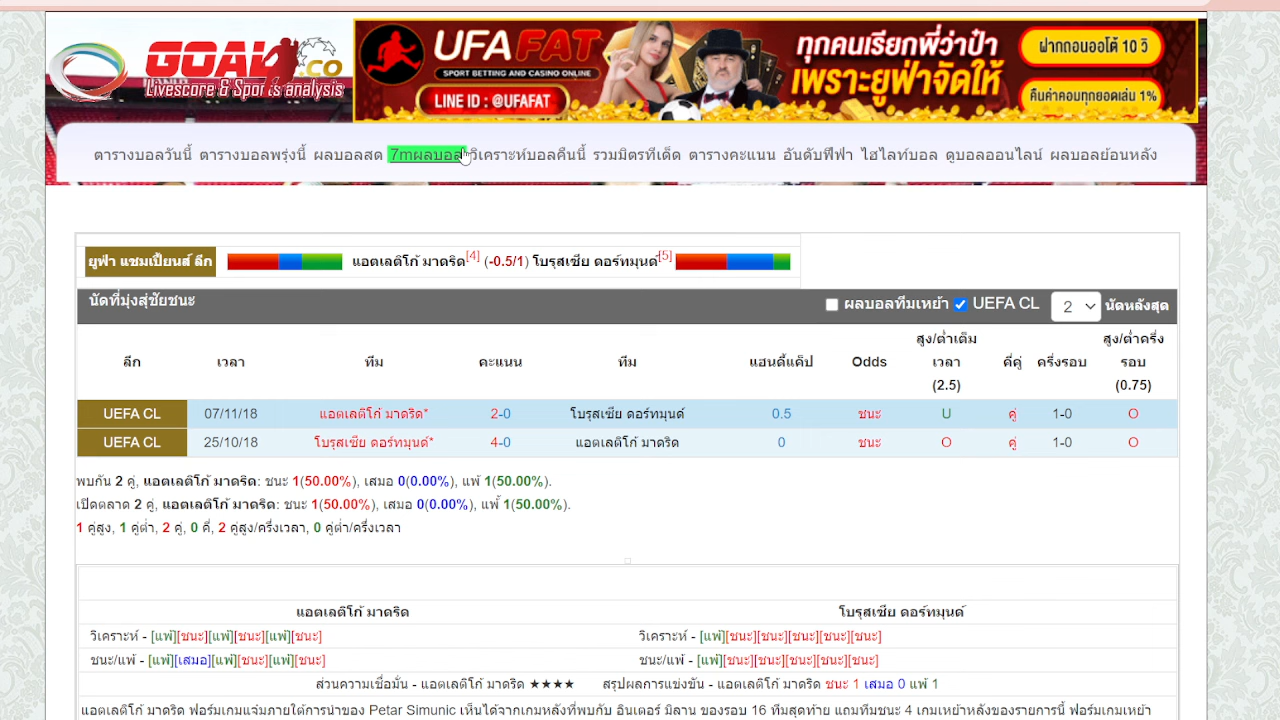 GOAL.co
Livescore & Sports analysis
UFA FAT
SPORT BETTING AND CASINO ONLINE
LINE ID : @UFAFAT
ทุกคนเรียกพี่ว่าป๋า
เพราะยูฟ่าจัดให้
ฝากถอนออโต้ 10 วิ
คืนค่าคอมทุกยอดเล่น 1%
ตารางบอลวันนี้ ตารางบอลพรุ่งนี้ ผลบอลสด 7mผลบอล วิเคราะห์บอลคืนนี้ รวมมิตรทีเด็ด ตารางคะแนน อันดับฟีฟ่า ไฮไลท์บอล ดูบอลออนไลน์ ผลบอลย้อนหลัง
ยูฟ่า แชมเปี้ยนส์ ลีก แอตเลติโก้ มาดริด[4] (-0.5/1) โบรุสเซีย ดอร์ทมุนด์[5]
นัดที่มุ่งสู่ชัยชนะ ผลบอลทีมเหย้า UEFA CL 2 นัดหลังสุด
ลีก เวลา ทีม คะแนน ทีม แฮนดี้แค็ป Odds สูง/ต่ำเต็มเวลา (2.5) คี่คู่ ครึ่งรอบ สูง/ต่ำครึ่งรอบ (0.75)
UEFA CL 07/11/18 แอตเลติโก้ มาดริด* 2-0 โบรุสเซีย ดอร์ทมุนด์ 0.5 ชนะ U คู่ 1-0 O
UEFA CL 25/10/18 โบรุสเซีย ดอร์ทมุนด์* 4-0 แอตเลติโก้ มาดริด 0 ชนะ O คู่ 1-0 O
พบกัน 2 คู่, แอตเลติโก้ มาดริด: ชนะ 1(50.00%), เสมอ 0(0.00%), แพ้ 1(50.00%).
เปิดตลาด 2 คู่, แอตเลติโก้ มาดริด: ชนะ 1(50.00%), เสมอ 0(0.00%), แพ้ 1(50.00%).
1 คู่สูง, 1 คู่ต่ำ, 2 คู่, 0 คี่, 2 คู่สูง/ครึ่งเวลา, 0 คู่ต่ำ/ครึ่งเวลา
แอตเลติโก้ มาดริด โบรุสเซีย ดอร์ทมุนด์
วิเคราะห์ - [แพ้][ชนะ][แพ้][ชนะ][แพ้][ชนะ] วิเคราะห์ - [แพ้][ชนะ][ชนะ][ชนะ][ชนะ][ชนะ]
ชนะ/แพ้ - [แพ้][เสมอ][แพ้][ชนะ][แพ้][ชนะ] ชนะ/แพ้ - [แพ้][ชนะ][ชนะ][ชนะ][ชนะ][ชนะ]
ส่วนความเชื่อมั่น - แอตเลติโก้ มาดริด ★★★★ สรุปผลการแข่งขัน - แอตเลติโก้ มาดริด ชนะ 1 เสมอ 0 แพ้ 1
แอตเลติโก้ มาดริด ฟอร์มเกมแจ่มภายใต้การนำของ Petar Simunic เห็นได้จากเกมหลังที่พบกับ อินเตอร์ มิลาน ของรอบ 16 ทีมสุดท้าย แถมทีมชนะ 4 เกมเหย้าหลังของรายการนี้ ฟอร์มเกมเหย้า